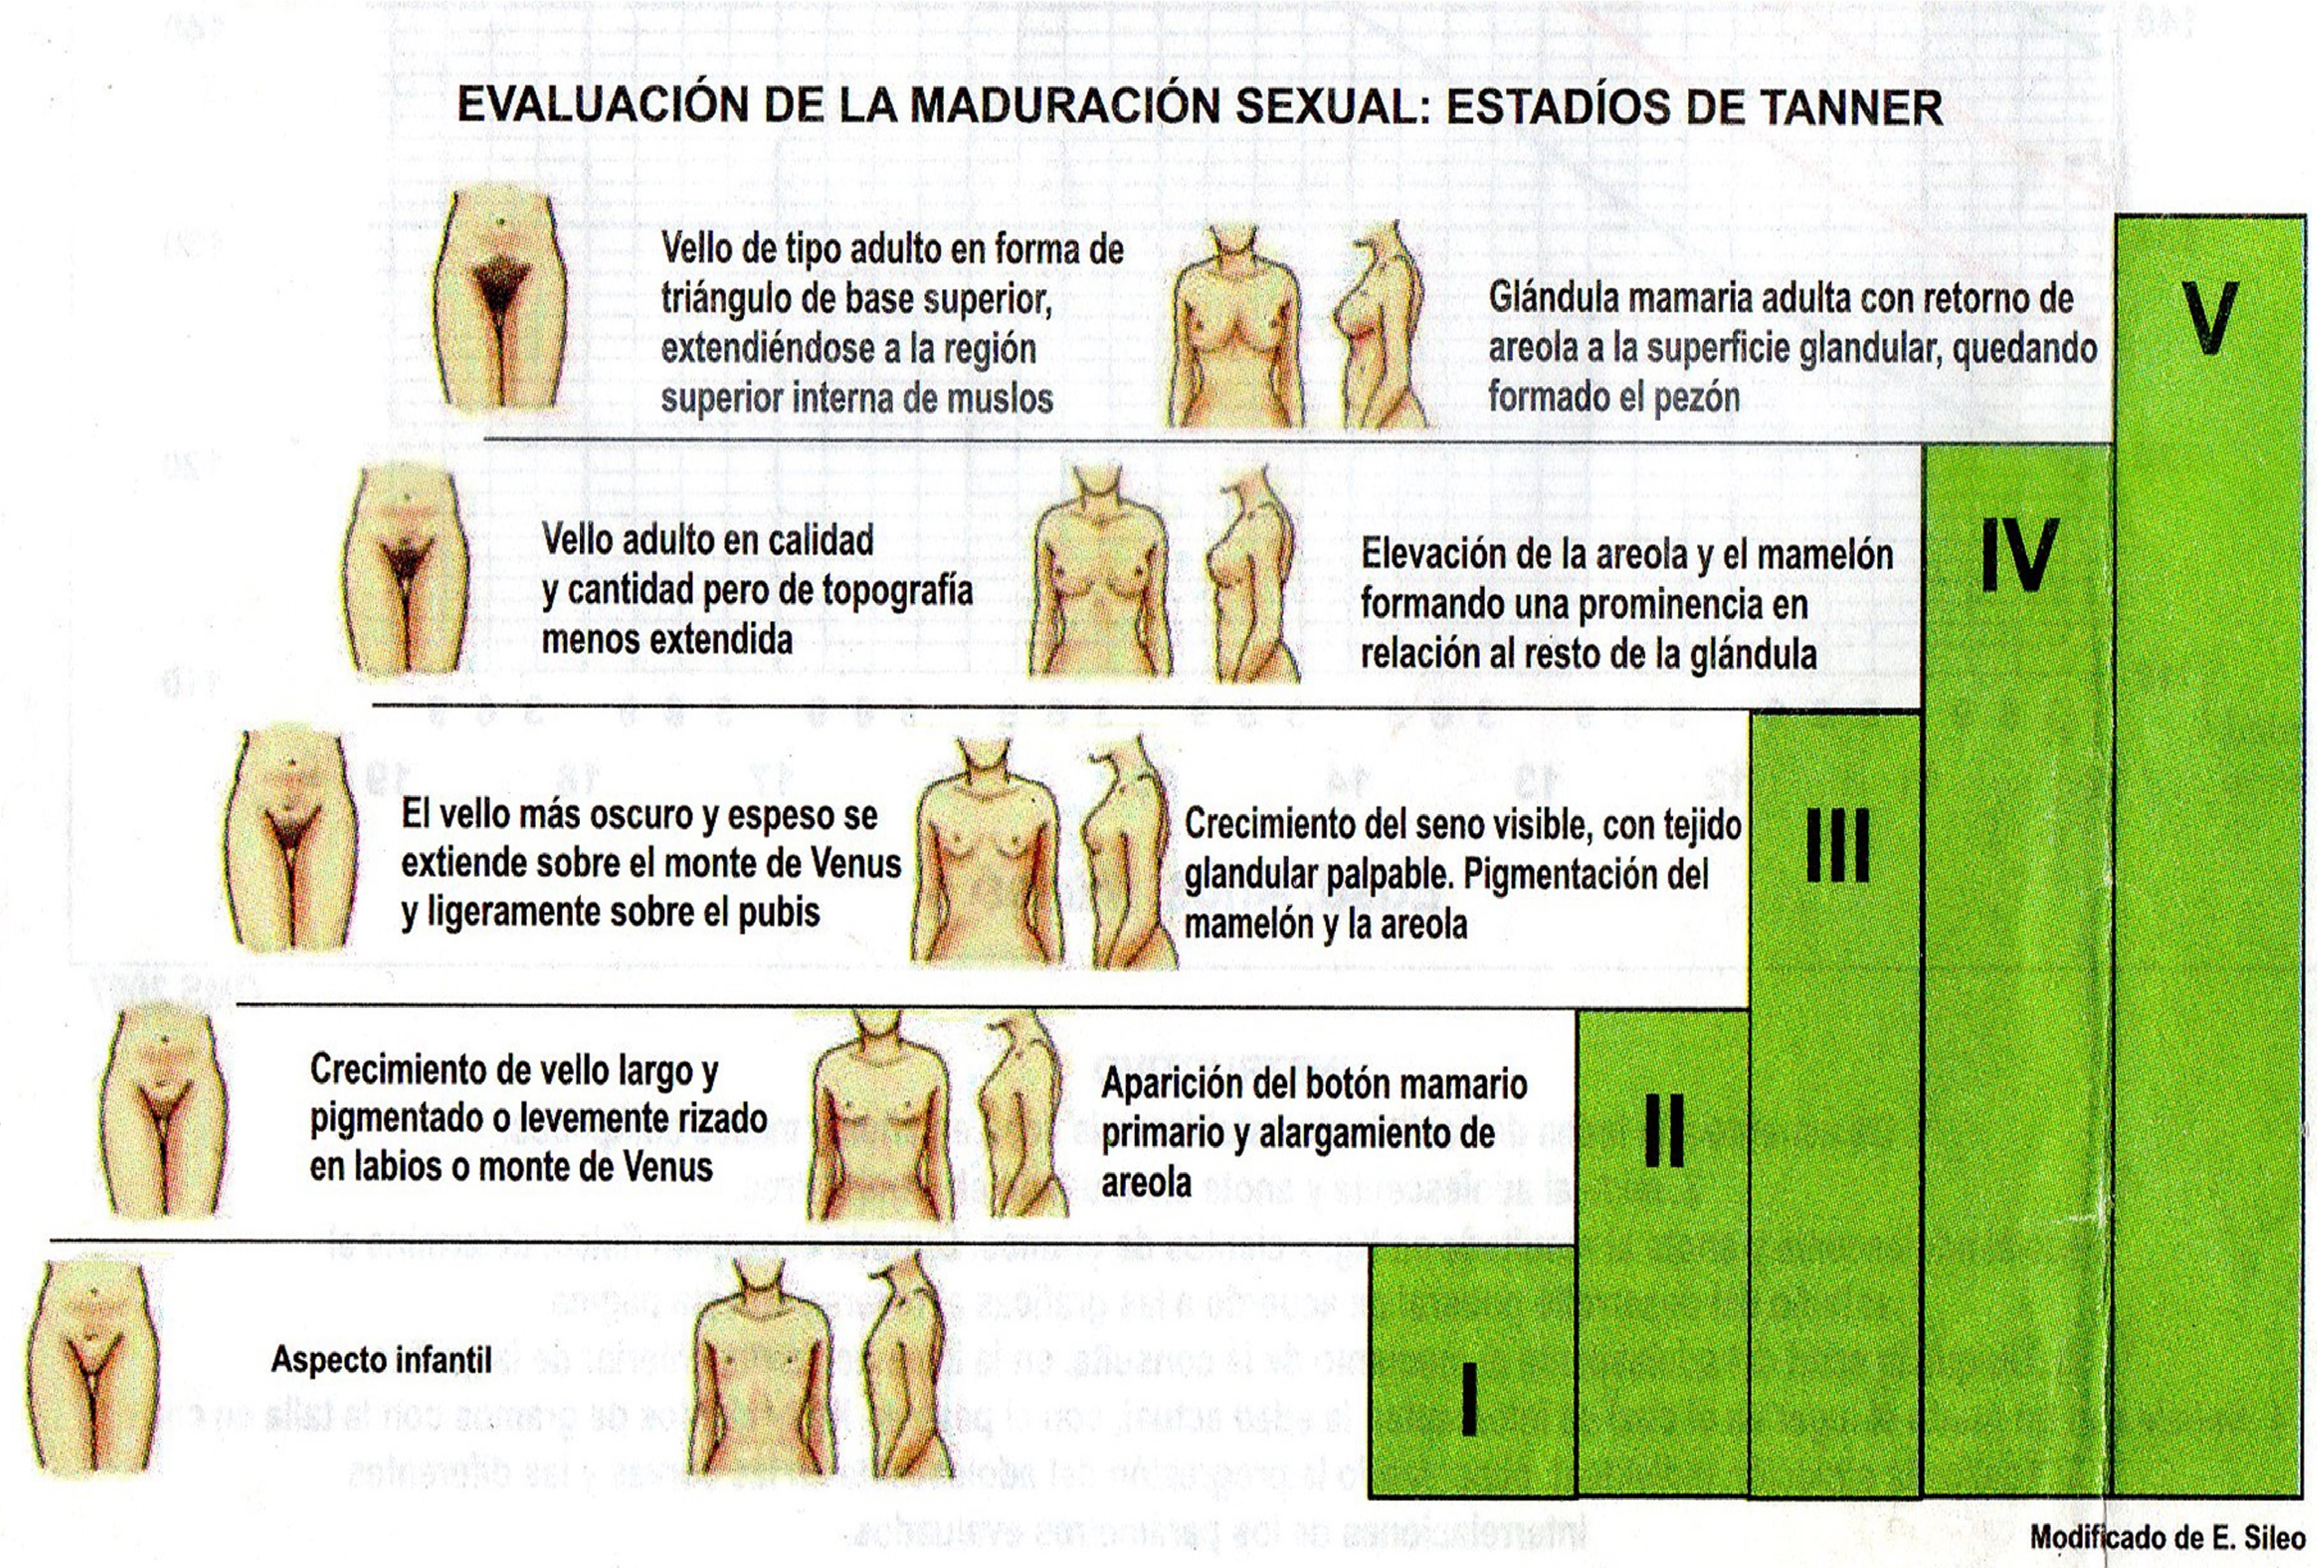 EVALUACIÓN DE LA MADURACIÓN SEXUAL: ESTADÍOS DE TANNER
Vello de tipo adulto en forma de
triángulo de base superior,
extendiéndose a la región
superior interna de muslos
Glándula mamaria adulta con retorno de
areola a la superficie glandular, quedando
formado el pezón
V
Vello adulto en calidad
y cantidad pero de topografía
menos extendida
Elevación de la areola y el mamelón
formando una prominencia en
relación al resto de la glándula
IV
El vello más oscuro y espeso se
extiende sobre el monte de Venus
y ligeramente sobre el pubis
Crecimiento del seno visible, con tejido
glandular palpable. Pigmentación del
mamelón y la areola
III
Crecimiento de vello largo y
pigmentado o levemente rizado
en labios o monte de Venus
Aparición del botón mamario
primario y alargamiento de
areola
II
Aspecto infantil
I
Modificado de E. Sileo